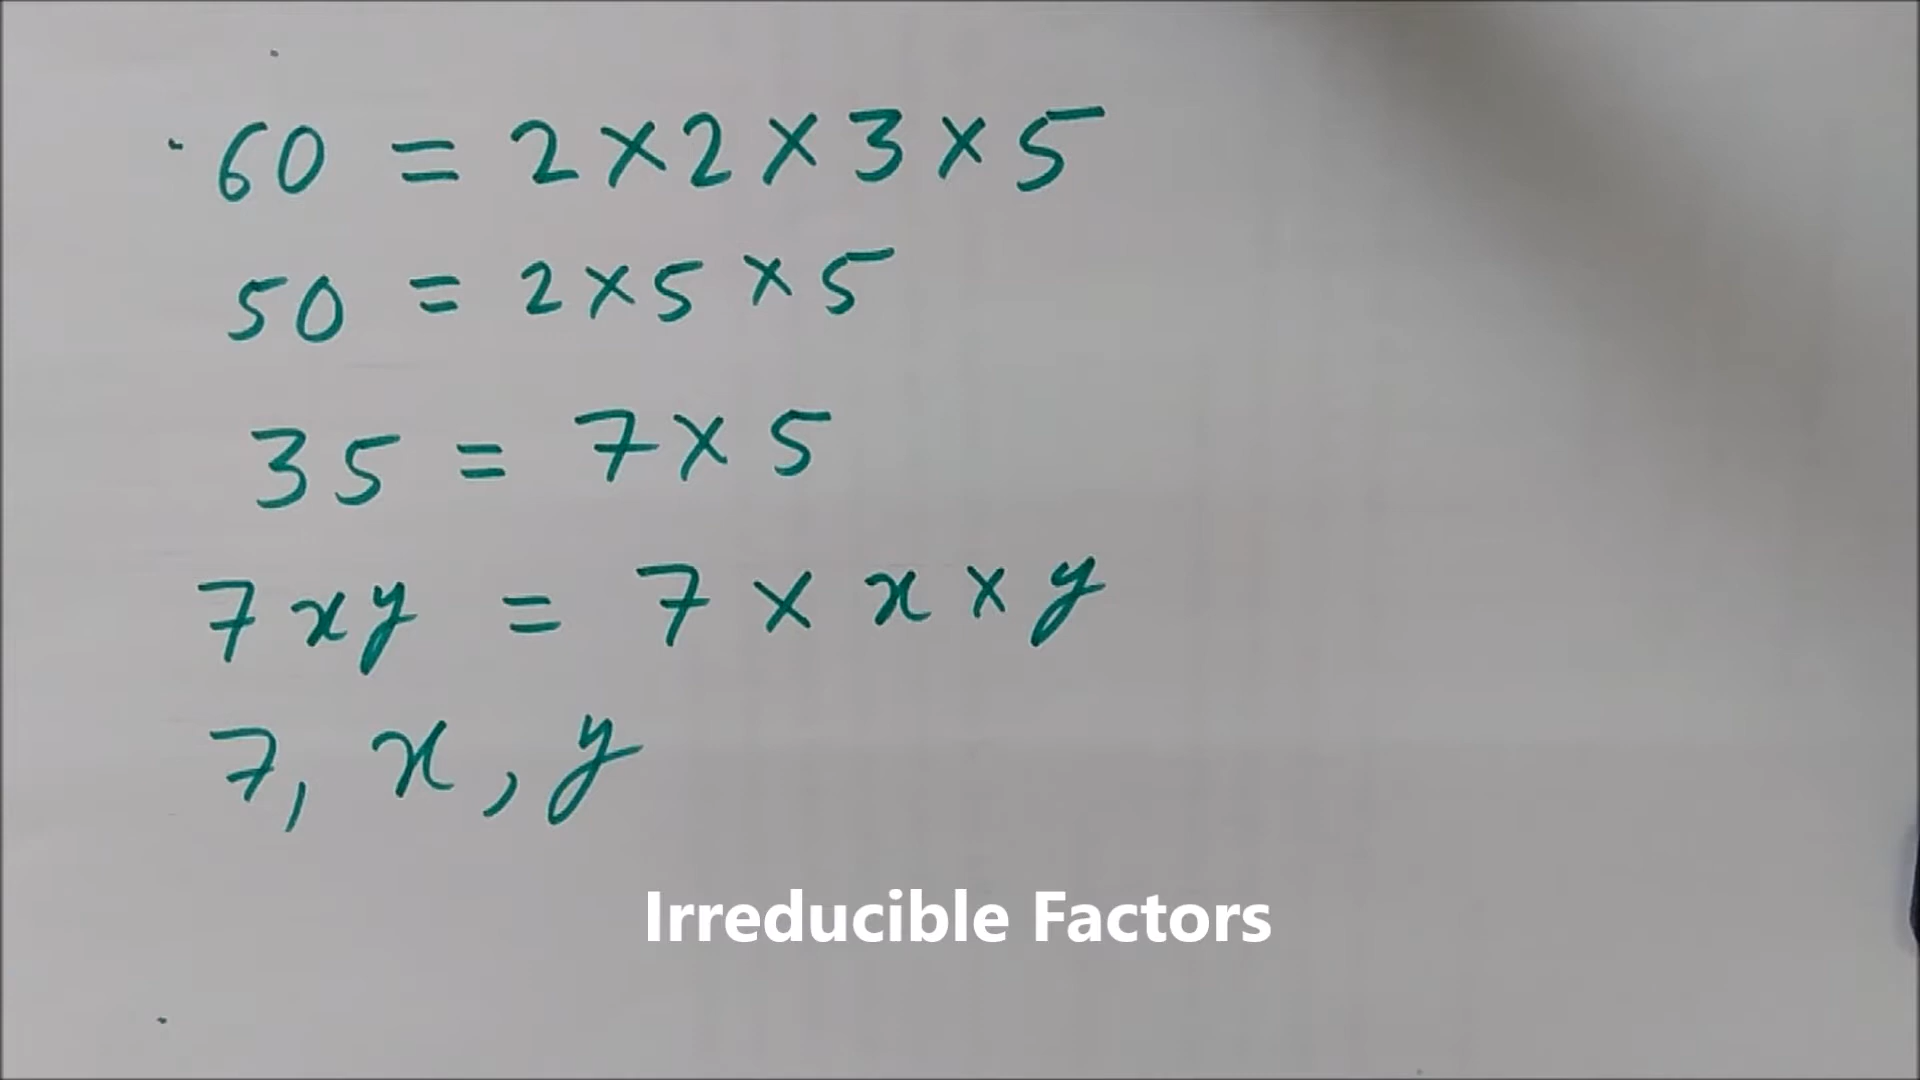 60 = 2 × 2 × 3 × 5
50 = 2 × 5 × 5
35 = 7 × 5
7xy = 7 × x × y
7, x, y
Irreducible Factors